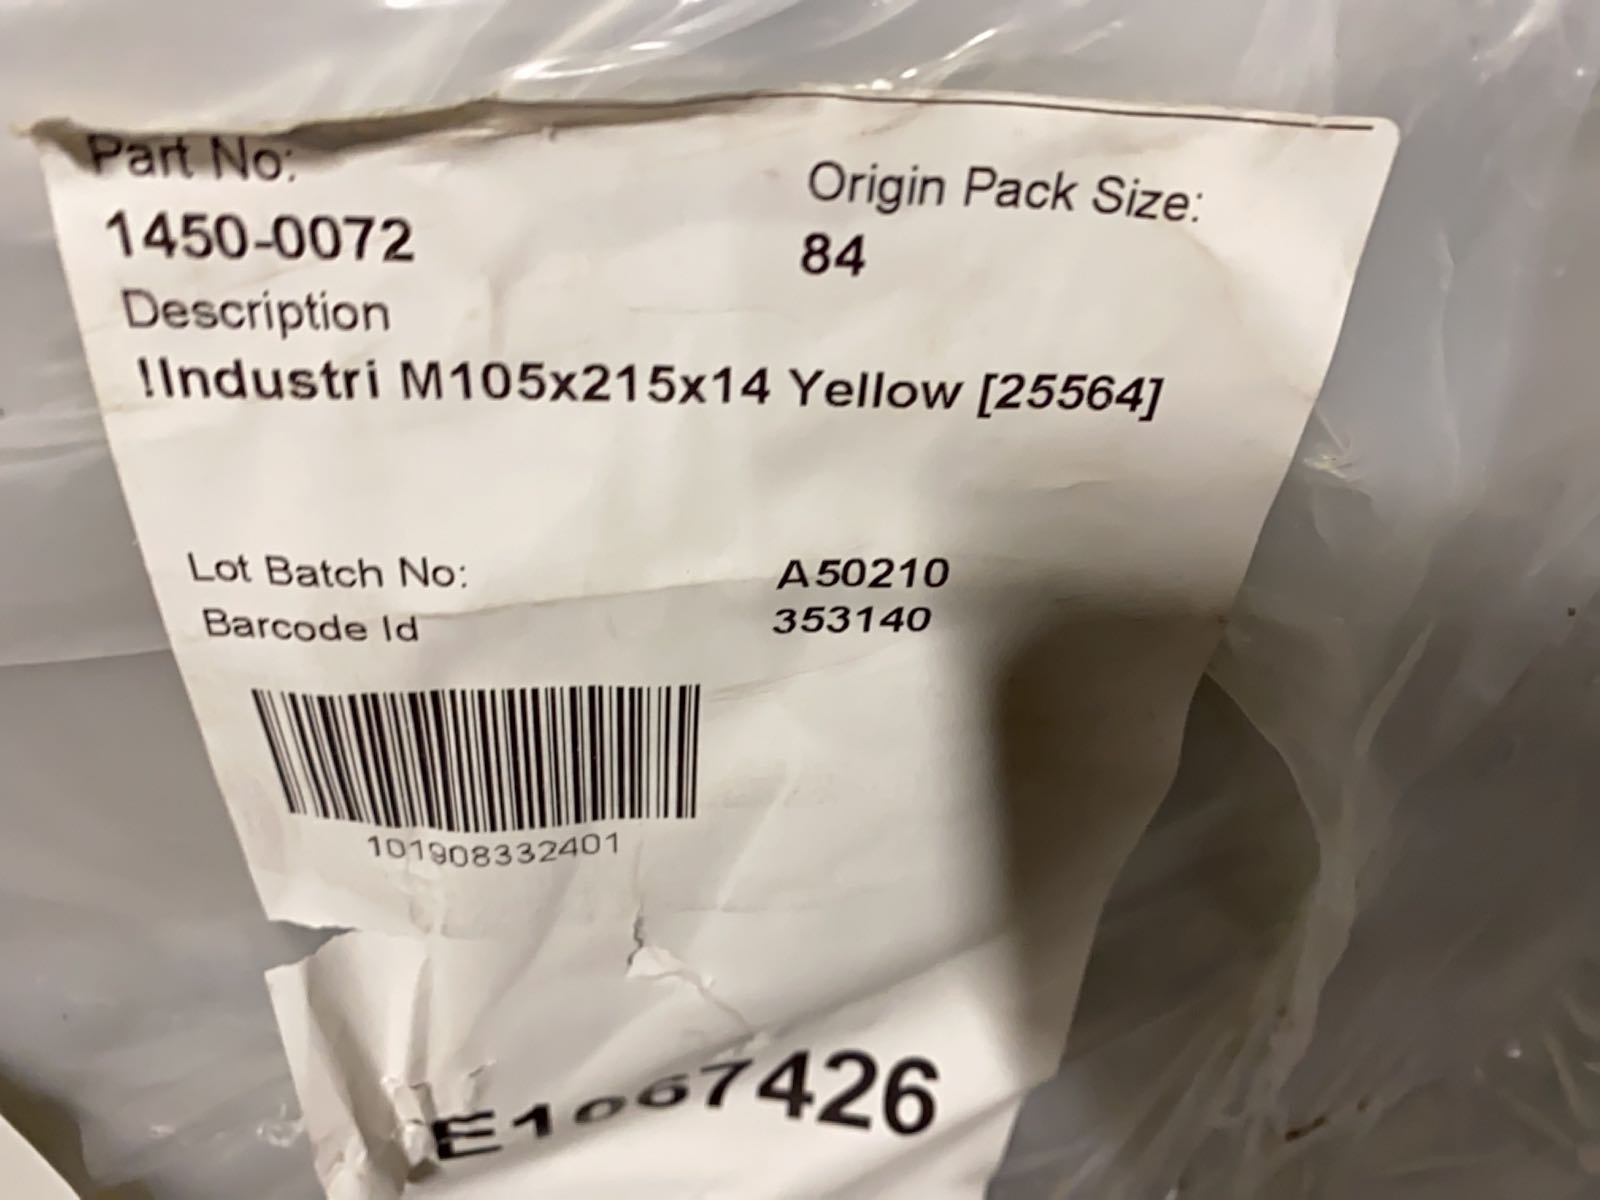 Part No:
1450-0072
Origin Pack Size:
84
Description
!Industri M105x215x14 Yellow [25564]
Lot Batch No:
A50210
Barcode Id
353140
101908332401
E1067426